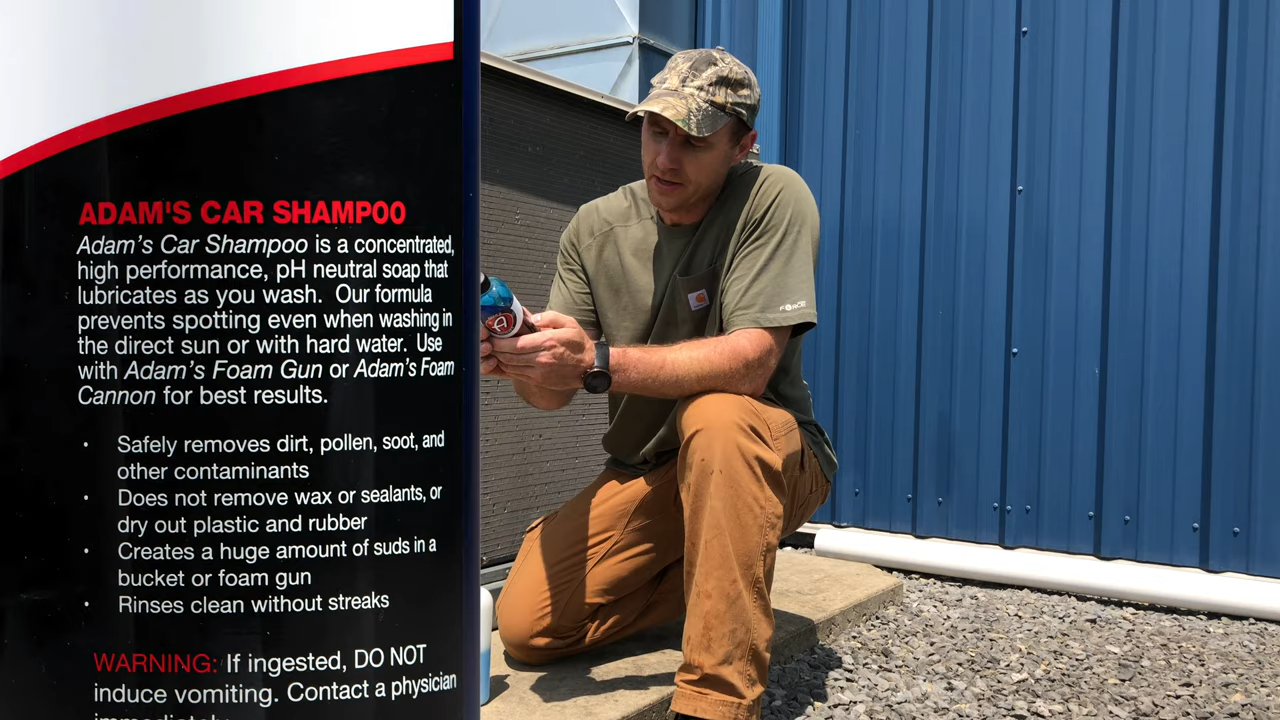 ADAM'S CAR SHAMPOO
Adam's Car Shampoo is a concentrated,
high performance, pH neutral soap that
lubricates as you wash. Our formula
prevents spotting even when washing in
the direct sun or with hard water. Use
with Adam's Foam Gun or Adam's Foam
Cannon for best results.
· Safely removes dirt, pollen, soot, and
other contaminants
· Does not remove wax or sealants, or
dry out plastic and rubber
· Creates a huge amount of suds in a
bucket or foam gun
· Rinses clean without streaks
WARNING: If ingested, DO NOT
induce vomiting. Contact a physician
immediately
A
FORCE